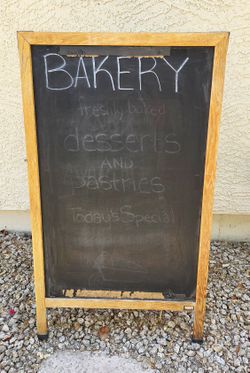 BAKERY
freshly baked
desserts
AND
pastries
Today's Special